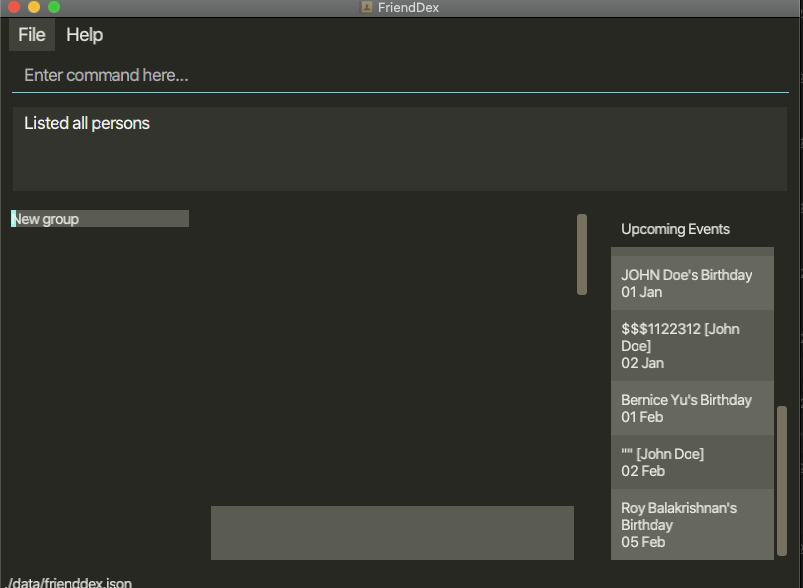 FriendDex
File Help
Enter command here...
Listed all persons
New group
Upcoming Events
JOHN Doe's Birthday
01 Jan
$$$1122312 [John
Doe]
02 Jan
Bernice Yu's Birthday
01 Feb
"" [John Doe]
02 Feb
Roy Balakrishnan's
Birthday
05 Feb
./data/frienddex.json